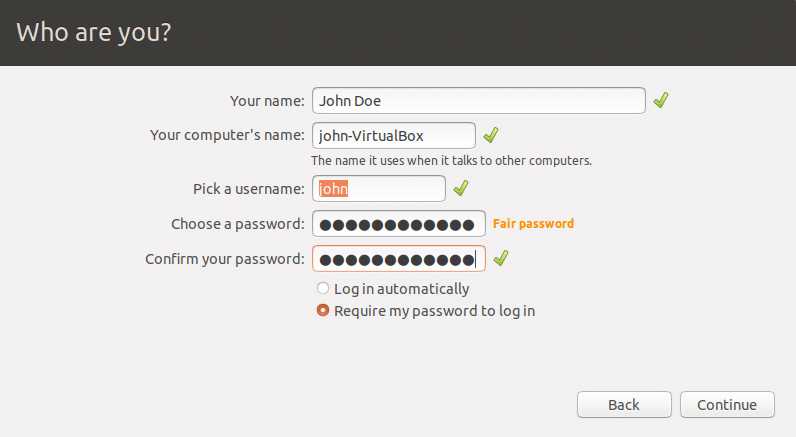 Who are you?
Your name: John Doe
Your computer's name: john-VirtualBox
The name it uses when it talks to other computers.
Pick a username: john
Choose a password: ●●●●●●●●●●●● Fair password
Confirm your password: ●●●●●●●●●●●●
Log in automatically
Require my password to log in
Back Continue